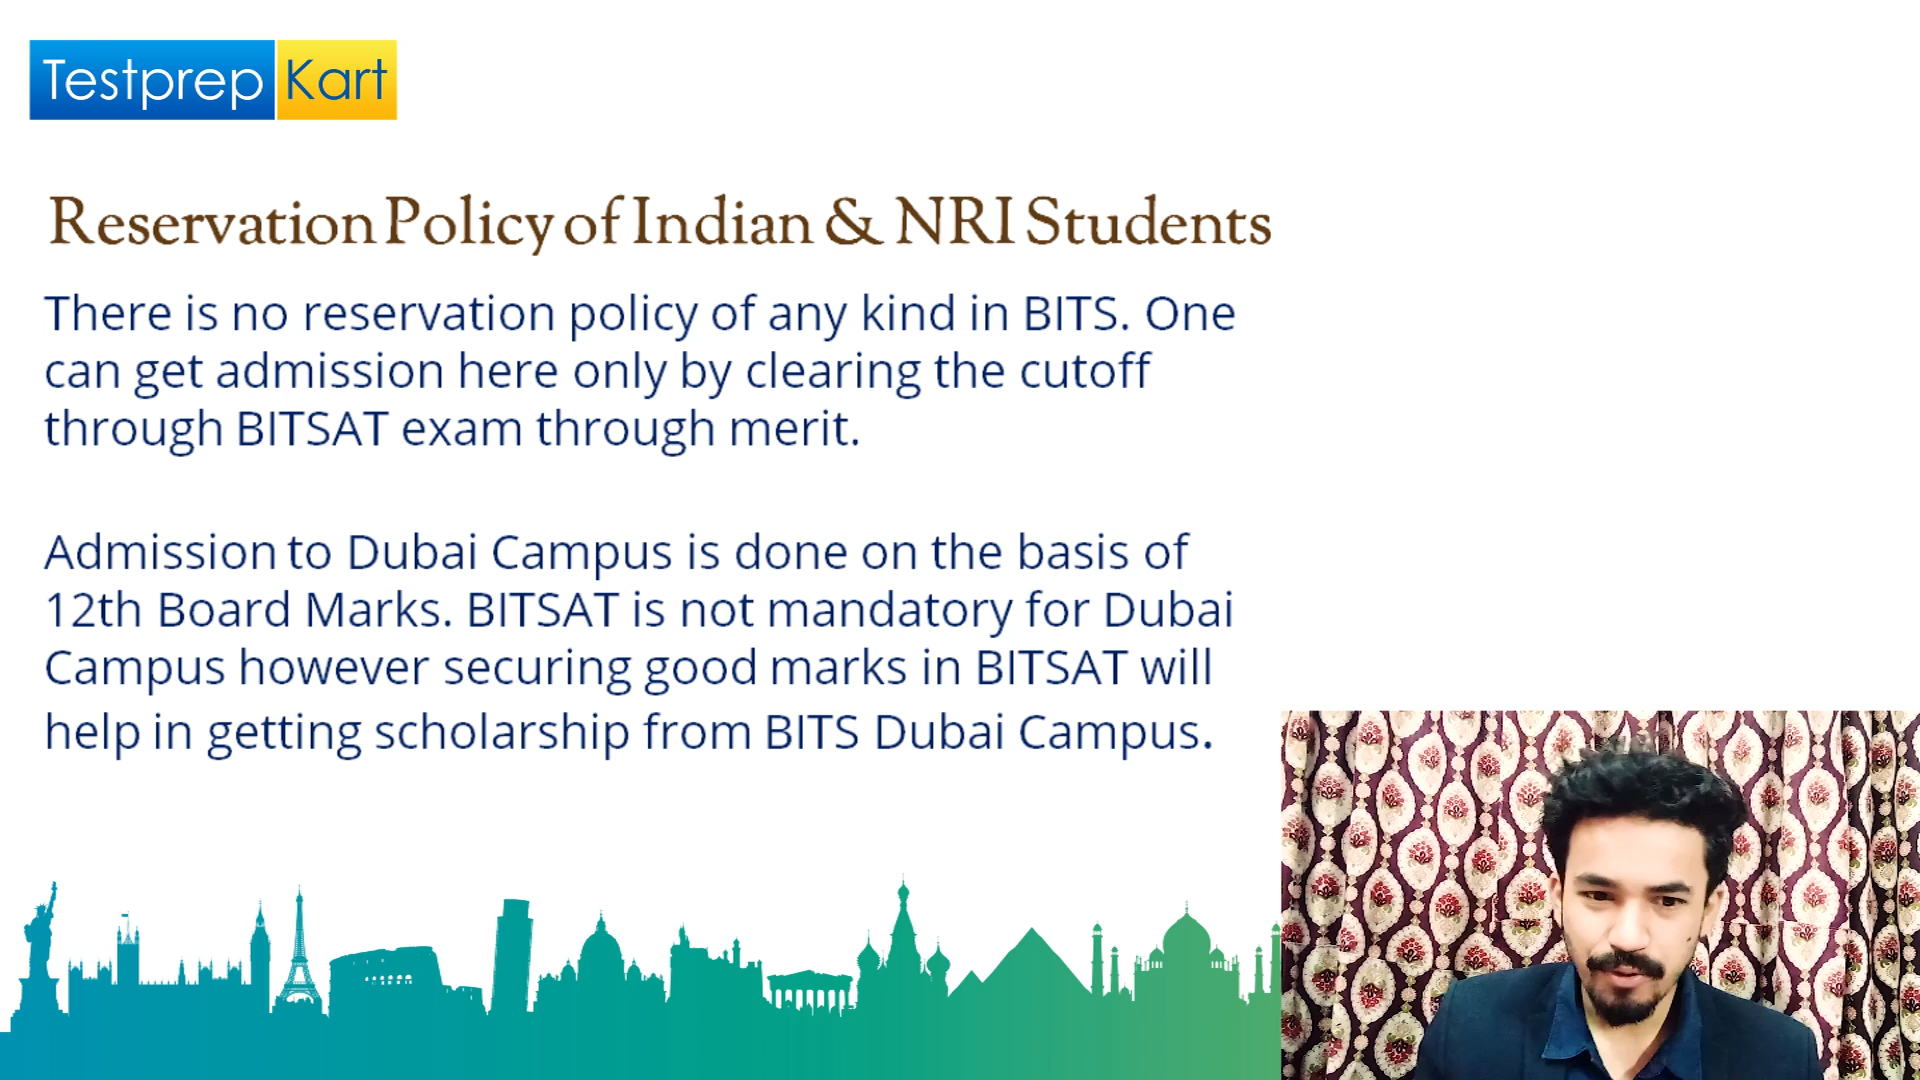 Testprep Kart
Reservation Policy of Indian & NRI Students
There is no reservation policy of any kind in BITS. One
can get admission here only by clearing the cutoff
through BITSAT exam through merit.
Admission to Dubai Campus is done on the basis of
12th Board Marks. BITSAT is not mandatory for Dubai
Campus however securing good marks in BITSAT will
help in getting scholarship from BITS Dubai Campus.